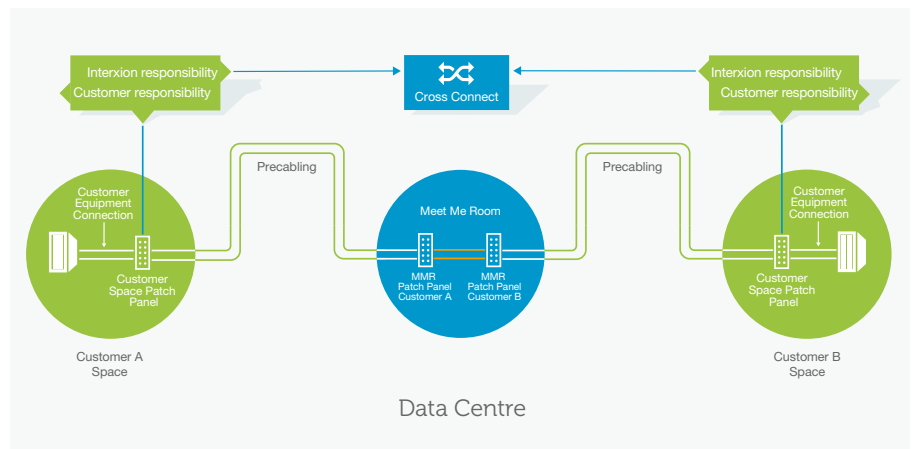 Interxion responsibility
Customer responsibility
Cross Connect
Interxion responsibility
Customer responsibility
Precabling
Precabling
Customer
Equipment
Connection
Customer
Space Patch
Panel
Meet Me Room
MMR
Patch Panel
Customer A
MMR
Patch Panel
Customer B
Customer
Equipment
Connection
Customer
Space Patch
Panel
Customer A
Space
Customer B
Space
Data Centre